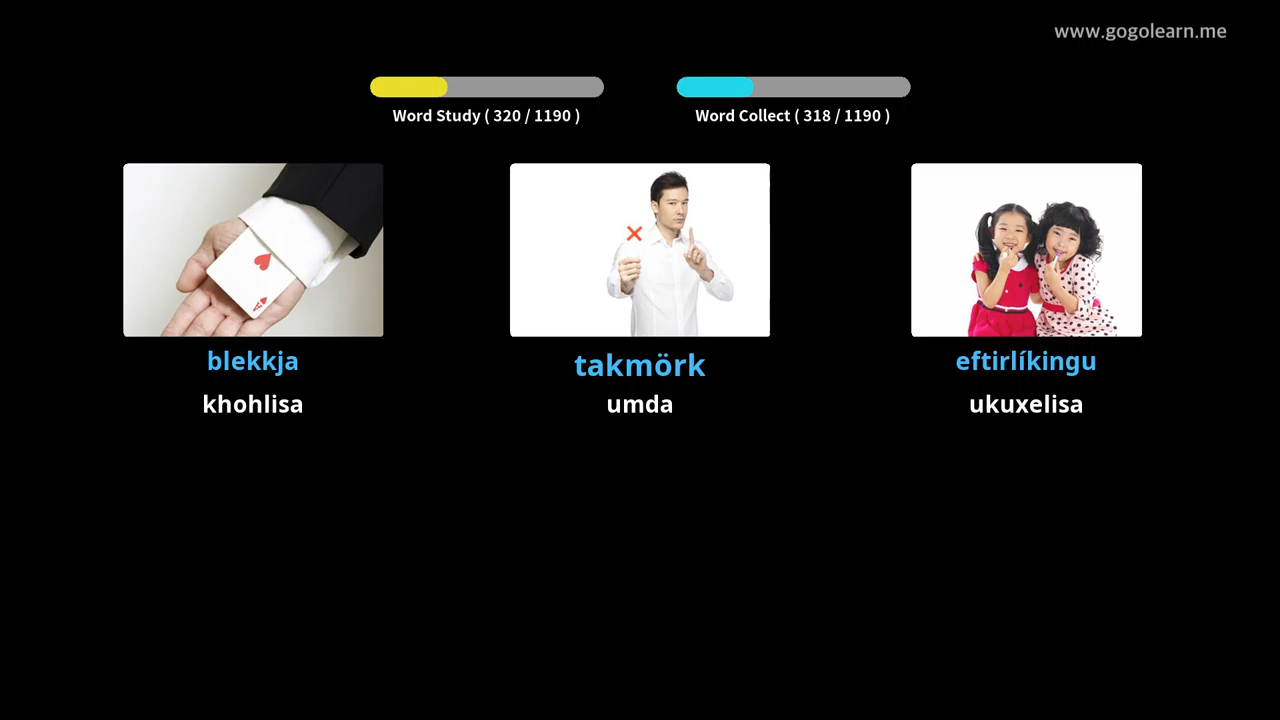 www.gogolearn.me
Word Study ( 320 / 1190 )
Word Collect ( 318 / 1190 )
A
blekkja
takmörk
eftirlíkingu
khohlisa
umda
ukuxelisa